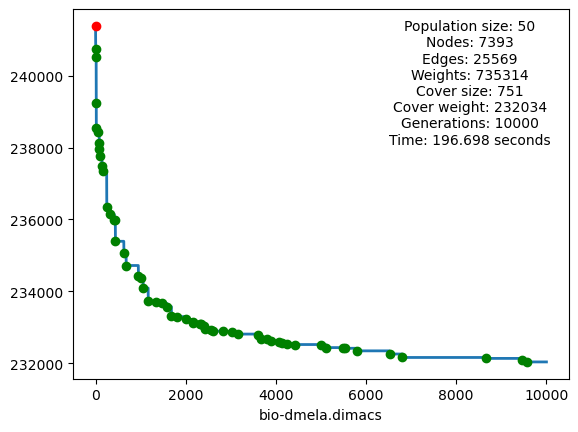 Population size: 50
Nodes: 7393
Edges: 25569
Weights: 735314
Cover size: 751
Cover weight: 232034
Generations: 10000
Time: 196.698 seconds
240000
238000
236000
234000
232000
0 2000 4000 6000 8000 10000
bio-dmela.dimacs